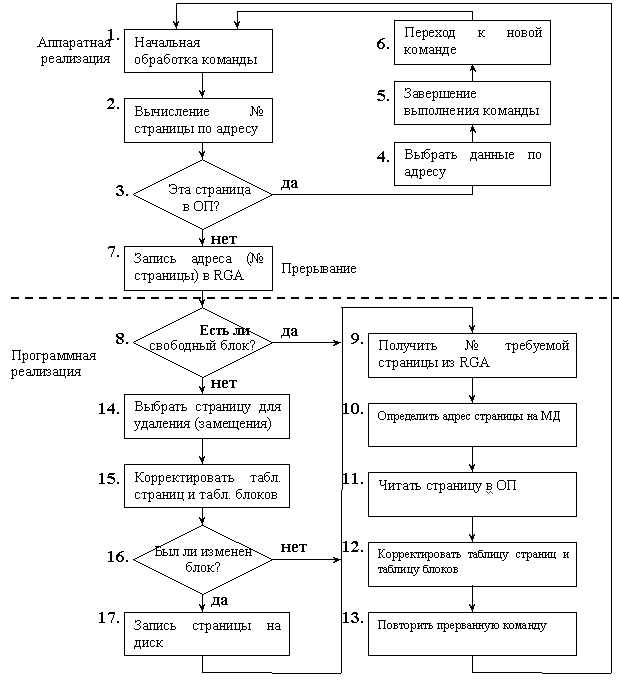 Аппаратная
реализация
1.
Начальная
обработка команды
2.
Вычисление №
страницы по адресу
3.
Эта страница
в ОП?
да
нет
4.
Выбрать данные по
адресу
5.
Завершение
выполнения команды
6.
Переход к новой
команде
7.
Запись адреса (№
страницы) в RGA
Прерывание
Программная
реализация
8.
Есть ли
свободный блок?
да
нет
9.
Получить № требуемой
страницы из RGA
10.
Определить адрес страницы на МД
11.
Читать страницу в ОП
12.
Корректировать таблицу страниц и
таблицу блоков
13.
Повторить прерванную команду
14.
Выбрать страницу для
удаления (замещения)
15.
Корректировать табл.
страниц и табл. блоков
16.
Был ли изменен
блок?
нет
да
17.
Запись страницы на
диск